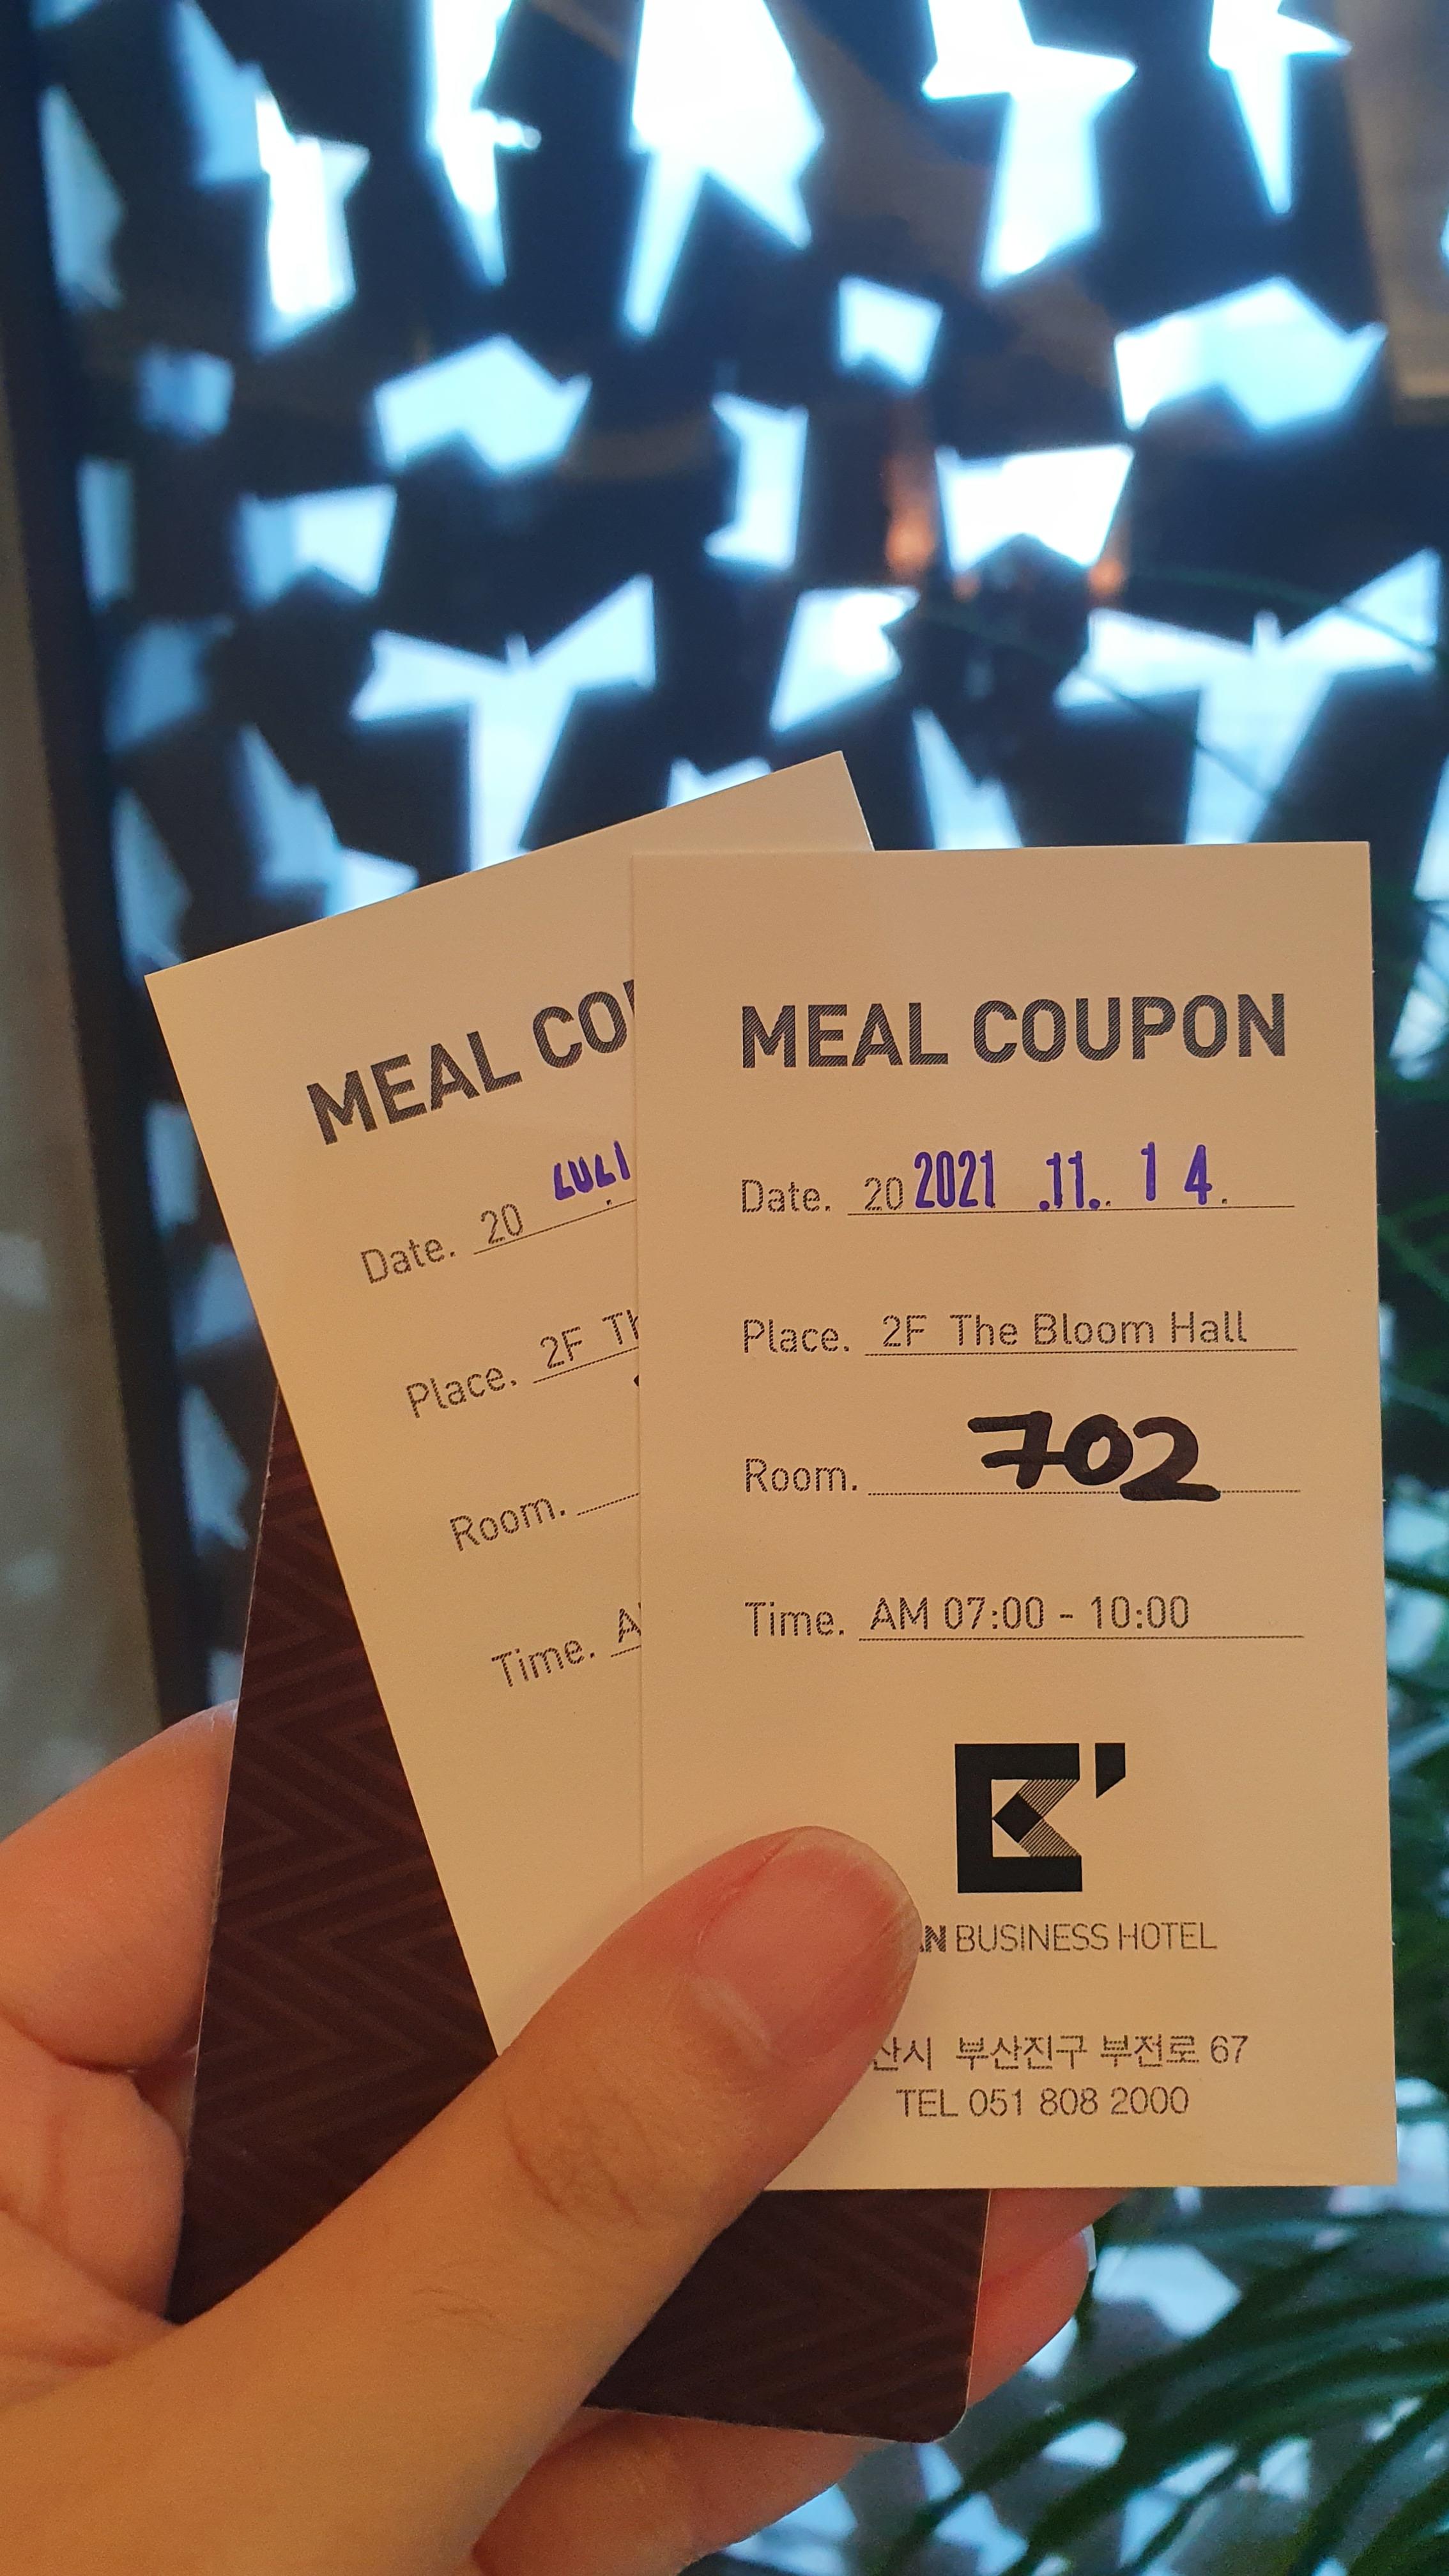 MEAL
Date. 20
Place. 2F
Room.
Time.
MEAL COUPON
Date. 20 2021 .11. 14.
Place. 2F The Bloom Hall
Room. 702
Time. AM 07:00 - 10:00
BUSINESS HOTEL
부산진구 부전로 67
TEL 051 808 2000